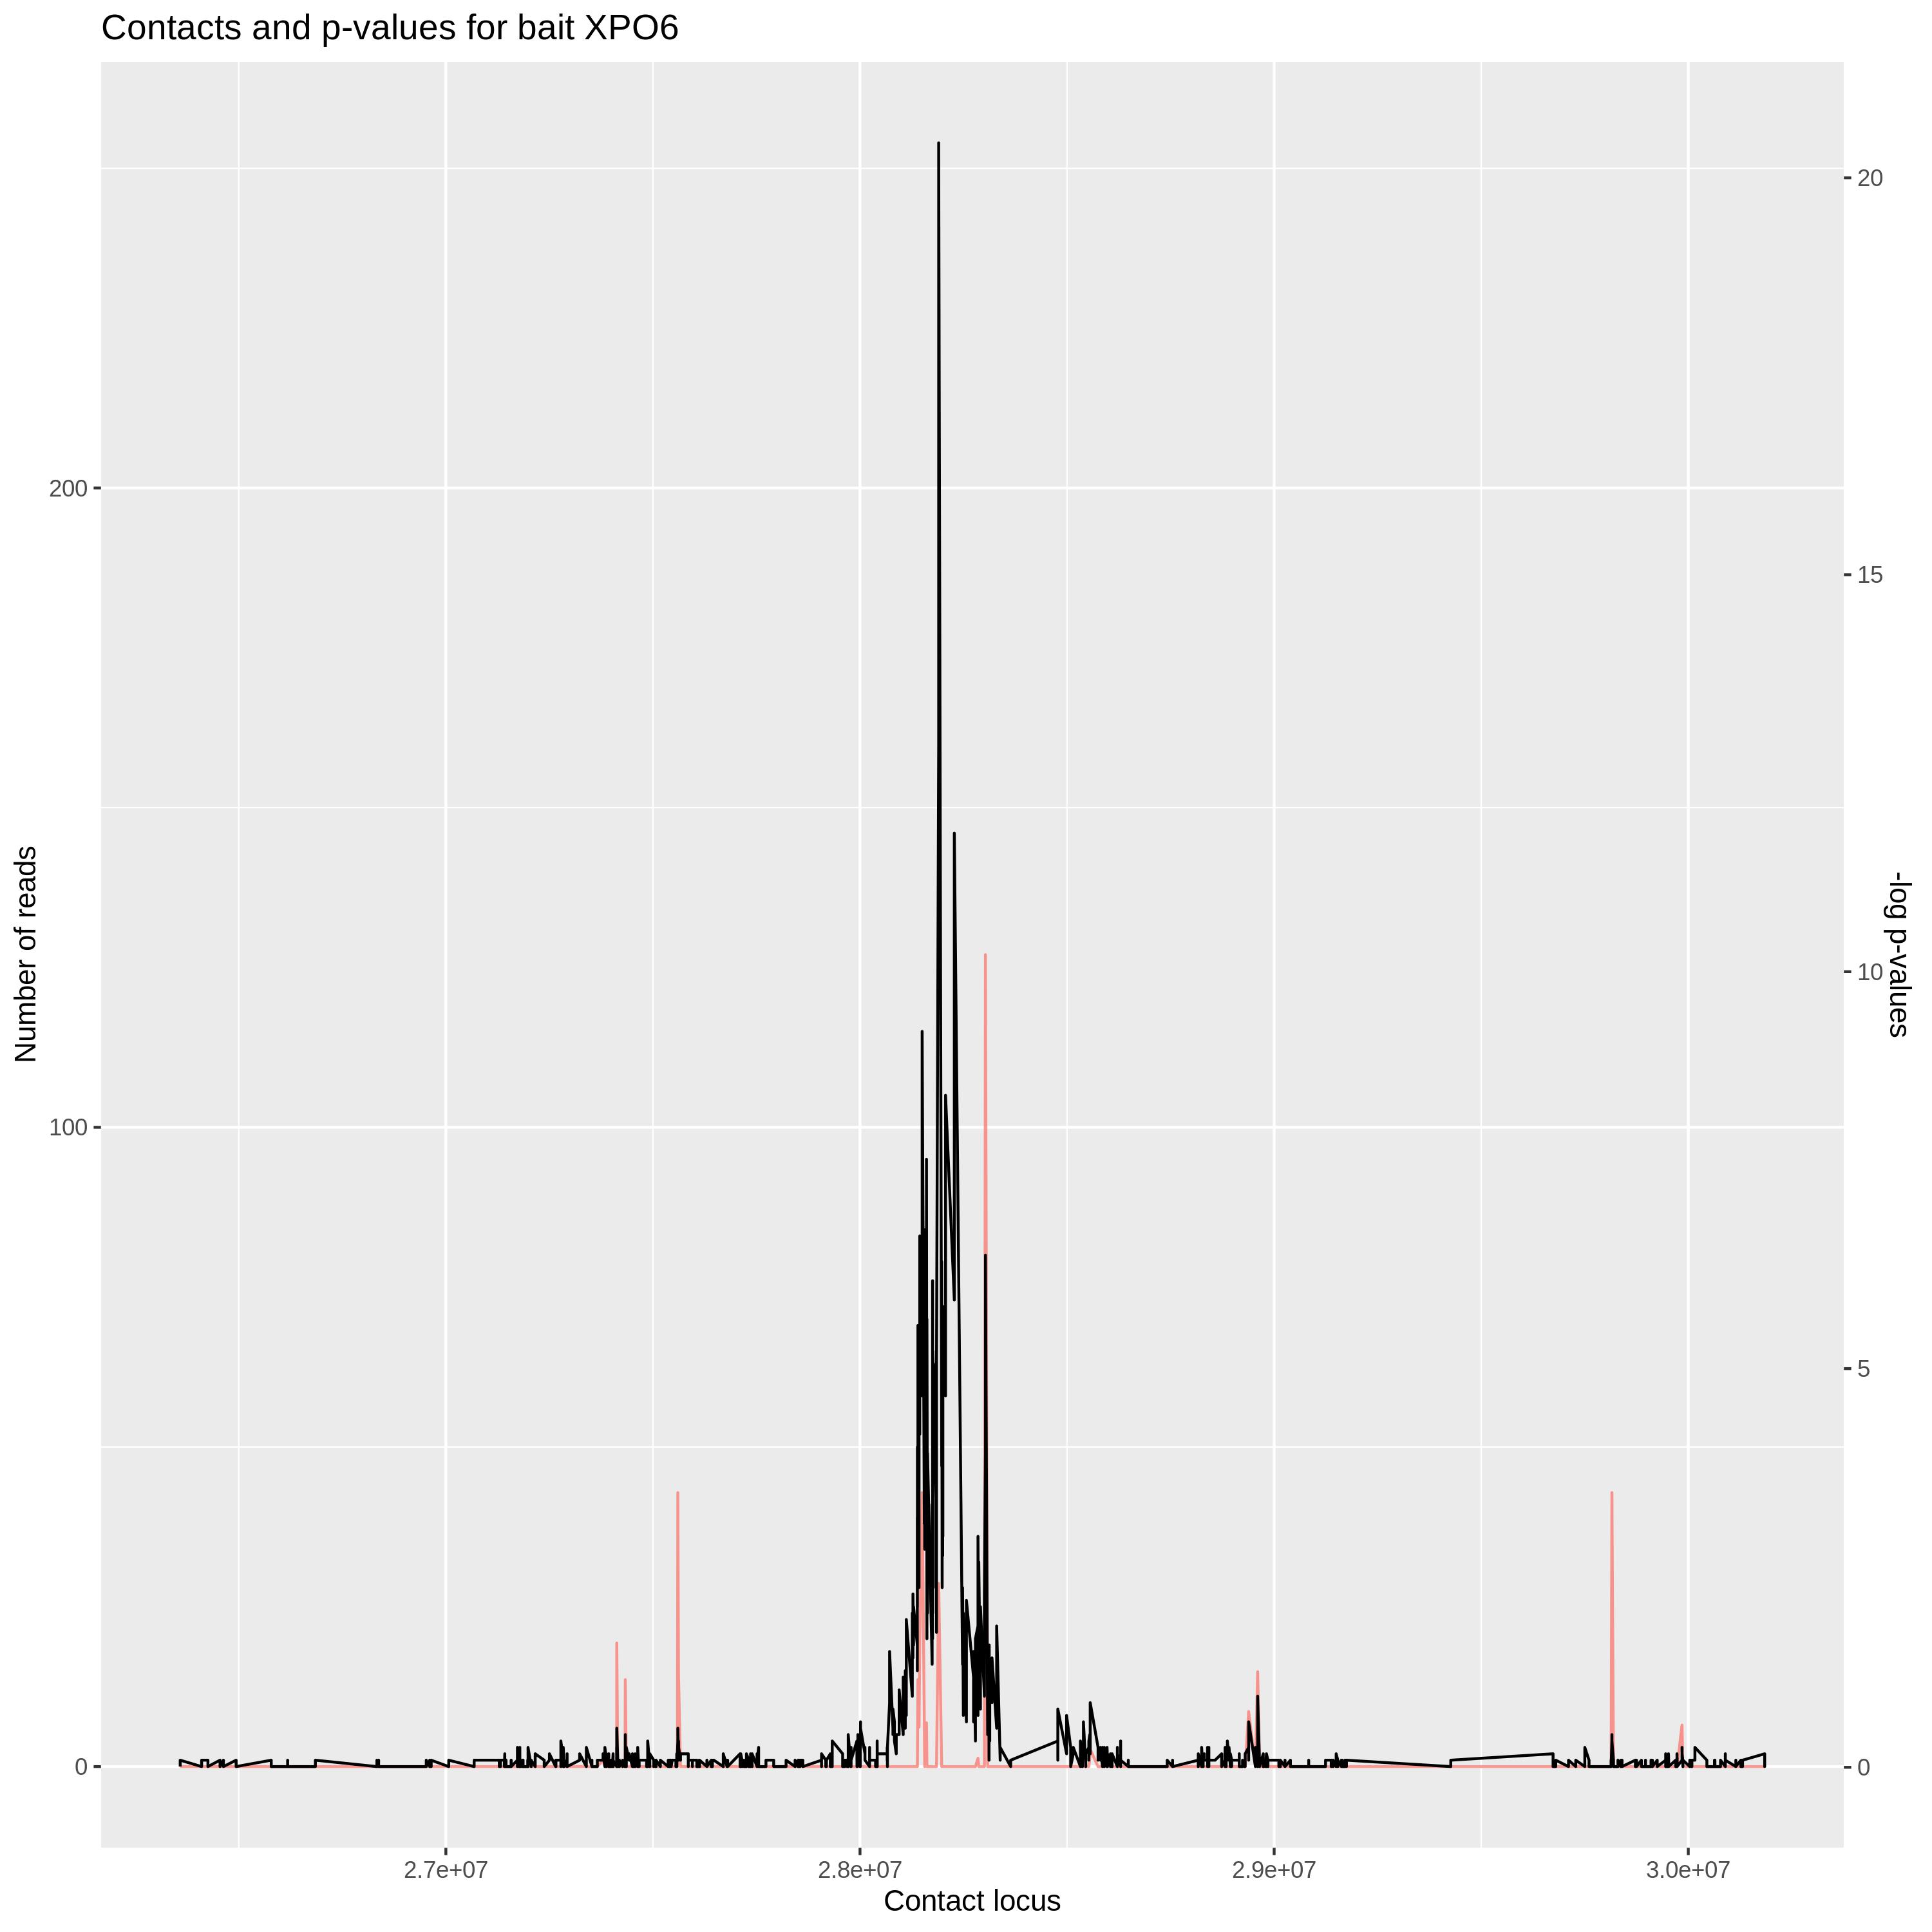 Contacts and p-values for bait XPO6
Number of reads
200
100
0
20
15
10
5
0
-log p-values
2.7e+07
2.8e+07
2.9e+07
3.0e+07
Contact locus